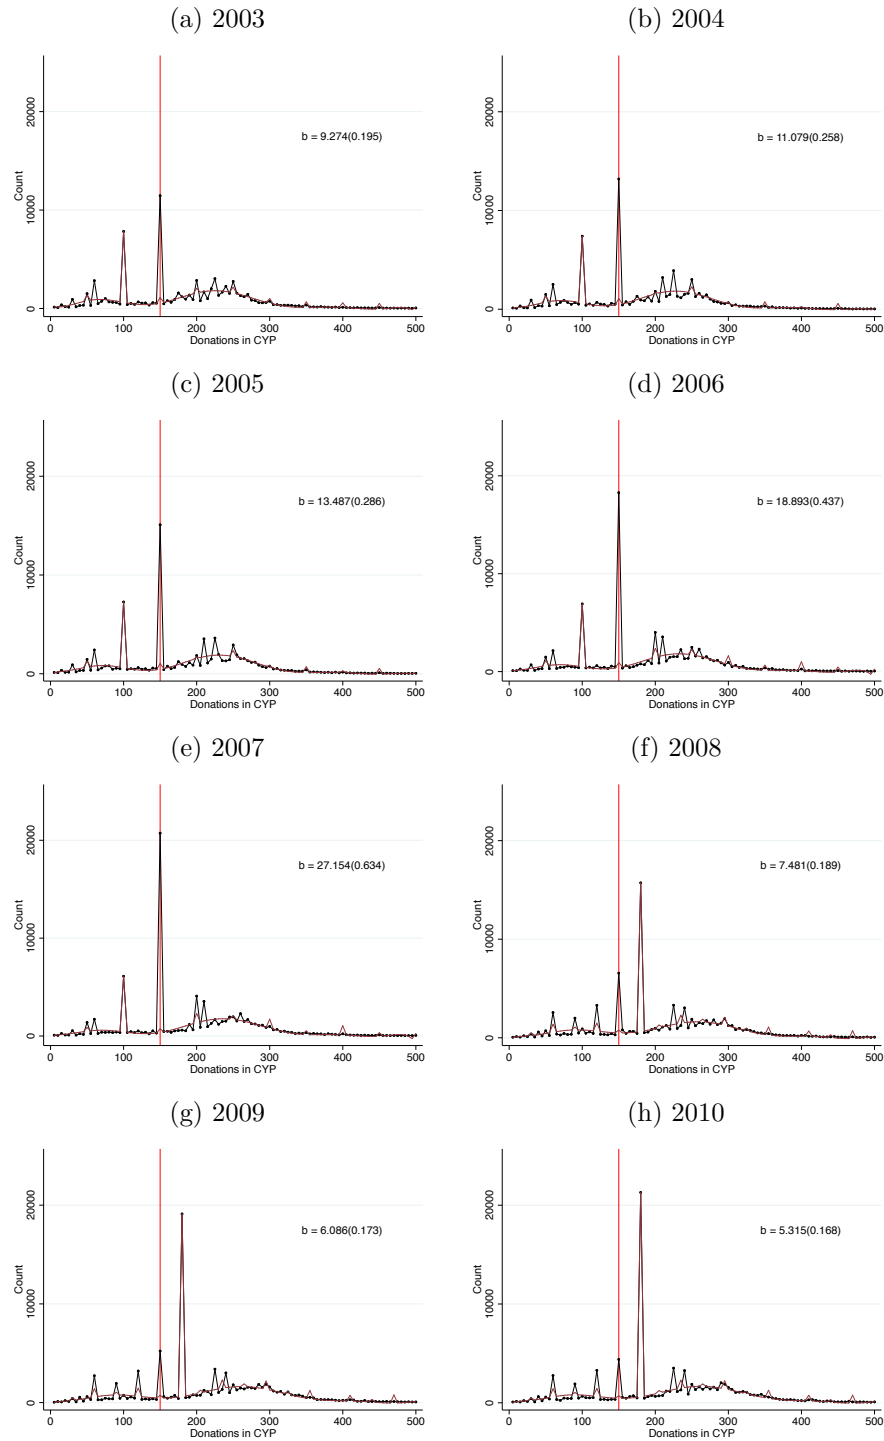 (a) 2003
20000
10000
0
Count
b = 9.274(0.195)
0 100 200 300 400 500
Donations in CYP
(b) 2004
20000
10000
0
Count
b = 11.079(0.258)
0 100 200 300 400 500
Donations in CYP
(c) 2005
20000
10000
0
Count
b = 13.487(0.286)
0 100 200 300 400 500
Donations in CYP
(d) 2006
20000
10000
0
Count
b = 18.893(0.437)
0 100 200 300 400 500
Donations in CYP
(e) 2007
20000
10000
0
Count
b = 27.154(0.634)
0 100 200 300 400 500
Donations in CYP
(f) 2008
20000
10000
0
Count
b = 7.481(0.189)
0 100 200 300 400 500
Donations in CYP
(g) 2009
20000
10000
0
Count
b = 6.086(0.173)
0 100 200 300 400 500
Donations in CYP
(h) 2010
20000
10000
0
Count
b = 5.315(0.168)
0 100 200 300 400 500
Donations in CYP